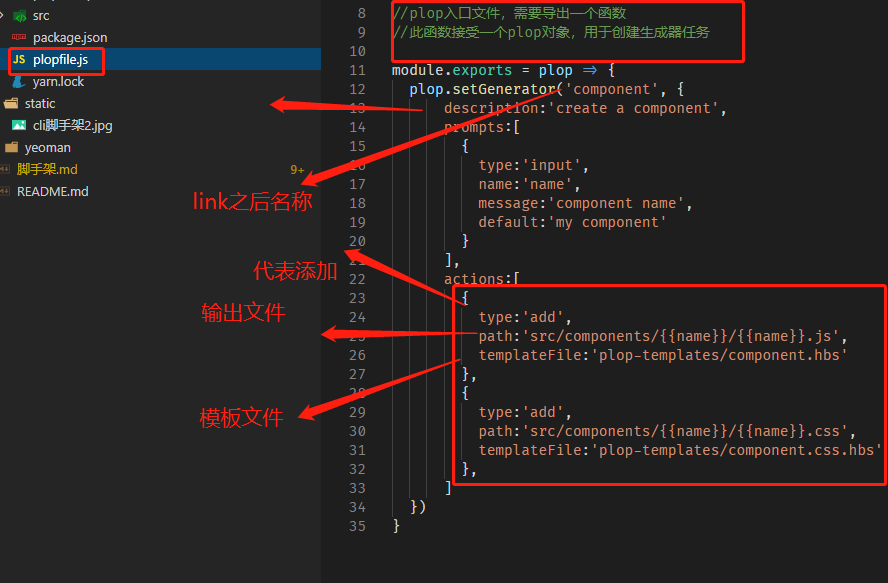 src
package.json
JS plopfile.js
yarn.lock
static
cli脚手架2.jpg
yeoman
脚手架.md 9+
README.md
link之后名称
代表添加
输出文件
模板文件
8 //plop入口文件，需要导出一个函数
9 //此函数接受一个plop对象，用于创建生成器任务
10
11 module.exports = plop => {
12 plop.setGenerator('component', {
13 description:'create a component',
14 prompts:[
15 {
16 type:'input',
17 name:'name',
18 message:'component name',
19 default:'my component'
20 }
21 ],
22 actions:[
23 {
24 type:'add',
25 path:'src/components/{{name}}/{{name}}.js',
26 templateFile:'plop-templates/component.hbs'
27 },
28 {
29 type:'add',
30 path:'src/components/{{name}}/{{name}}.css',
31 templateFile:'plop-templates/component.css.hbs'
32 },
33 ]
34 })
35 }